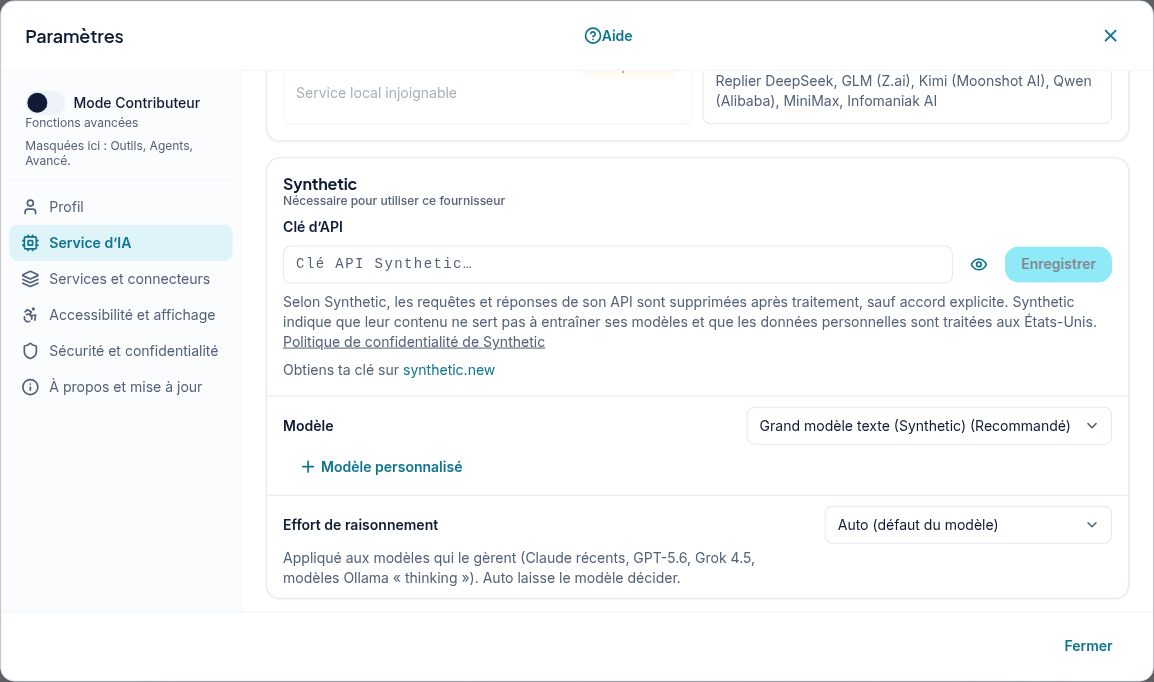 Paramètres
Aide
Mode Contributeur
Fonctions avancées
Masquées ici : Outils, Agents,
Avancé.
Profil
Service d’IA
Services et connecteurs
Accessibilité et affichage
Sécurité et confidentialité
À propos et mise à jour
Service local injoignable
Replier DeepSeek, GLM (Z.ai), Kimi (Moonshot AI), Qwen
(Alibaba), MiniMax, Infomaniak AI
Synthetic
Nécessaire pour utiliser ce fournisseur
Clé d’API
Clé API Synthetic…
Enregistrer
Selon Synthetic, les requêtes et réponses de son API sont supprimées après traitement, sauf accord explicite. Synthetic
indique que leur contenu ne sert pas à entraîner ses modèles et que les données personnelles sont traitées aux États-Unis.
Politique de confidentialité de Synthetic
Obtiens ta clé sur synthetic.new
Modèle
Grand modèle texte (Synthetic) (Recommandé)
+ Modèle personnalisé
Effort de raisonnement
Auto (défaut du modèle)
Appliqué aux modèles qui le gèrent (Claude récents, GPT-5.6, Grok 4.5,
modèles Ollama « thinking »). Auto laisse le modèle décider.
Fermer